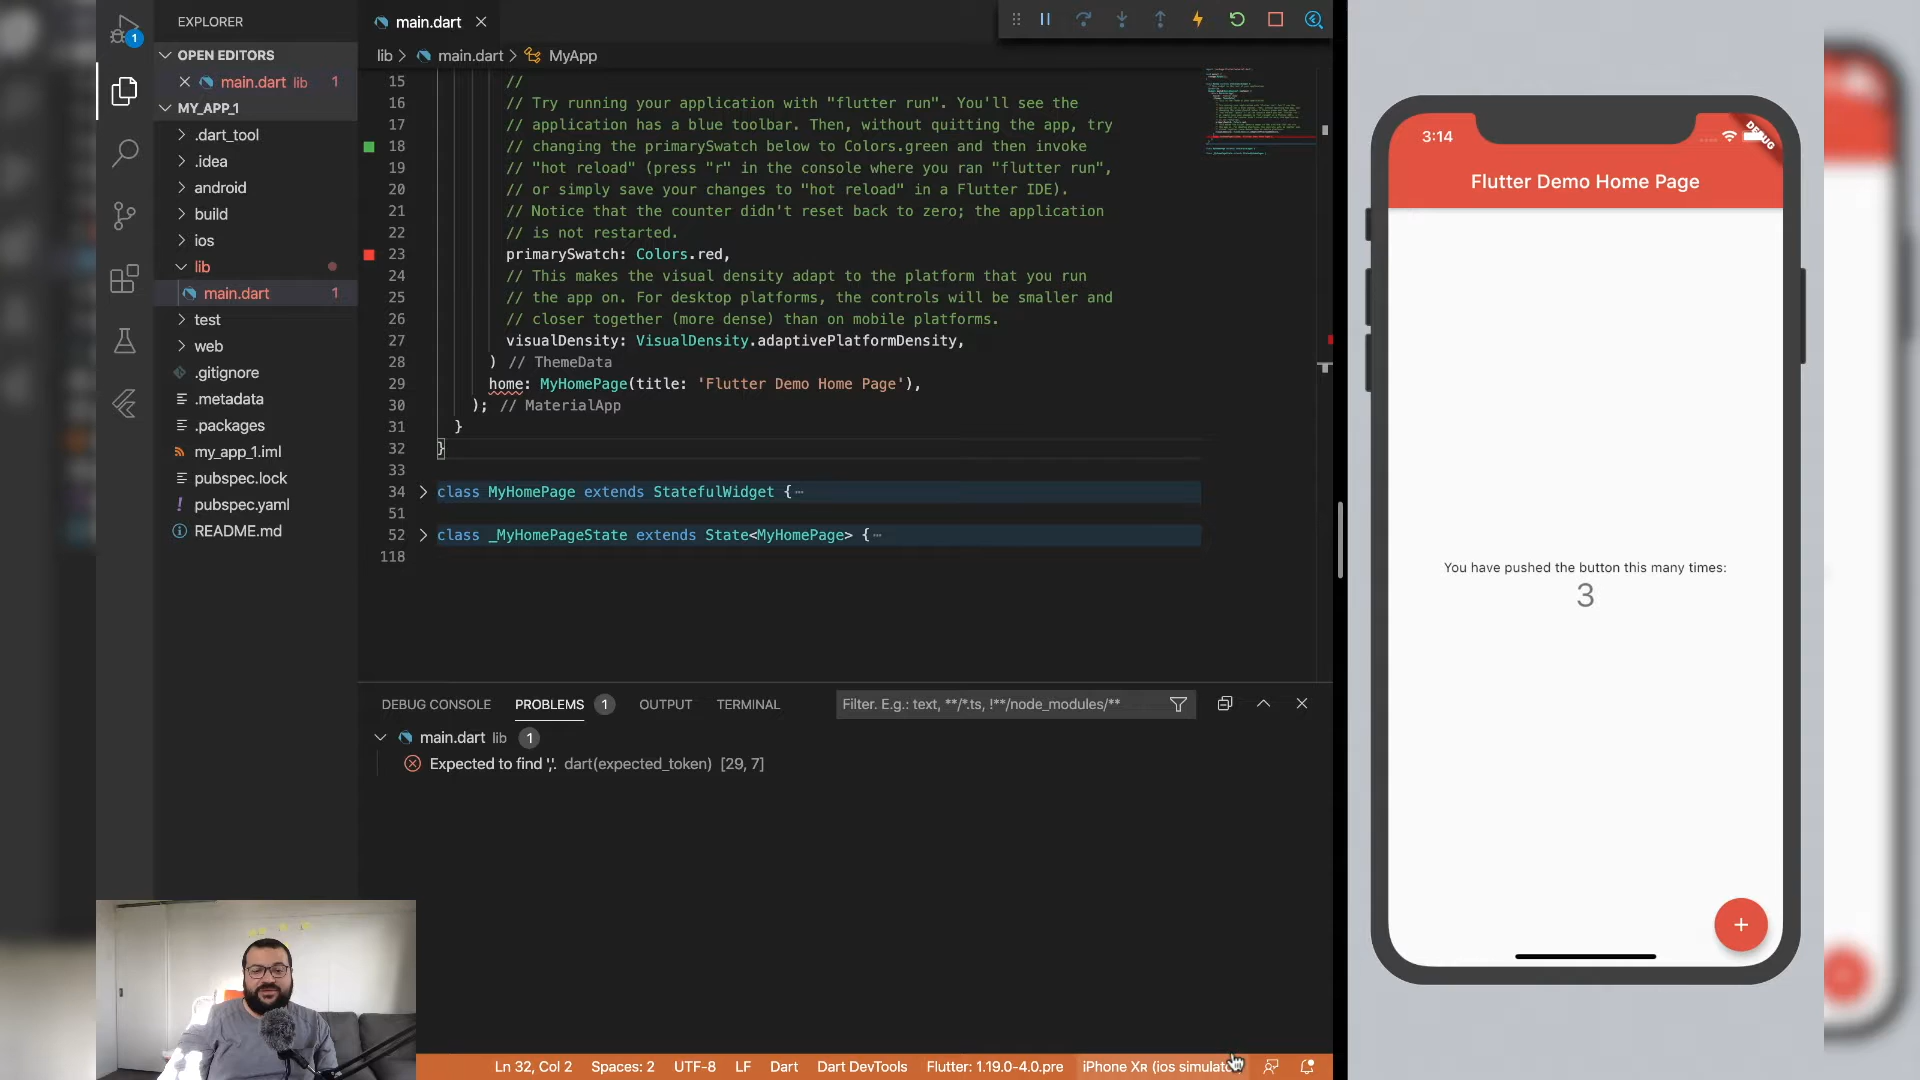 EXPLORER
OPEN EDITORS
main.dart lib 1
MY_APP_1
.dart_tool
.idea
android
build
ios
lib
main.dart 1
test
web
.gitignore
.metadata
.packages
my_app_1.iml
pubspec.lock
! pubspec.yaml
README.md
1
main.dart
lib > main.dart > MyApp
15 //
16 // Try running your application with "flutter run". You'll see the
17 // application has a blue toolbar. Then, without quitting the app, try
18 // changing the primarySwatch below to Colors.green and then invoke
19 // "hot reload" (press "r" in the console where you ran "flutter run",
20 // or simply save your changes to "hot reload" in a Flutter IDE).
21 // Notice that the counter didn't reset back to zero; the application
22 // is not restarted.
23 primarySwatch: Colors.red,
24 // This makes the visual density adapt to the platform that you run
25 // the app on. For desktop platforms, the controls will be smaller and
26 // closer together (more dense) than on mobile platforms.
27 visualDensity: VisualDensity.adaptivePlatformDensity,
28 ) // ThemeData
29 home: MyHomePage(title: 'Flutter Demo Home Page'),
30 ); // MaterialApp
31 }
32 }
33
34 class MyHomePage extends StatefulWidget {
51
52 class _MyHomePageState extends State<MyHomePage> {
118
DEBUG CONSOLE PROBLEMS 1 OUTPUT TERMINAL
Filter. E.g.: text, **/*.ts, !**/node_modules/**
main.dart lib 1
Expected to find ','. dart(expected_token) [29, 7]
Ln 32, Col 2 Spaces: 2 UTF-8 LF Dart Dart DevTools Flutter: 1.19.0-4.0.pre iPhone XR (ios simulato
3:14
DEBUG
Flutter Demo Home Page
You have pushed the button this many times:
3
+